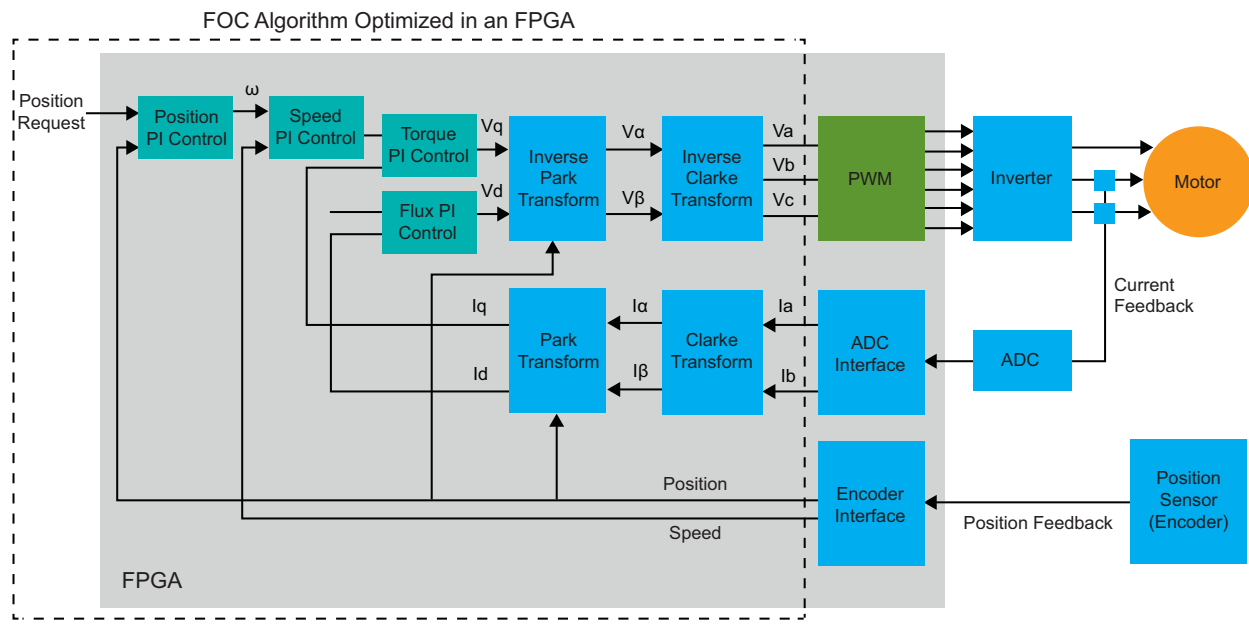 FOC Algorithm Optimized in an FPGA
Position
Request
Position
PI Control
ω
Speed
PI Control
Torque
PI Control
Flux PI
Control
Vq
Vd
Inverse
Park
Transform
Vα
Vβ
Inverse
Clarke
Transform
Va
Vb
Vc
PWM
Inverter
Motor
Current
Feedback
Iq
Id
Park
Transform
Iα
Iβ
Clarke
Transform
Ia
Ib
ADC
Interface
ADC
Position
Speed
Encoder
Interface
Position Feedback
Position
Sensor
(Encoder)
FPGA